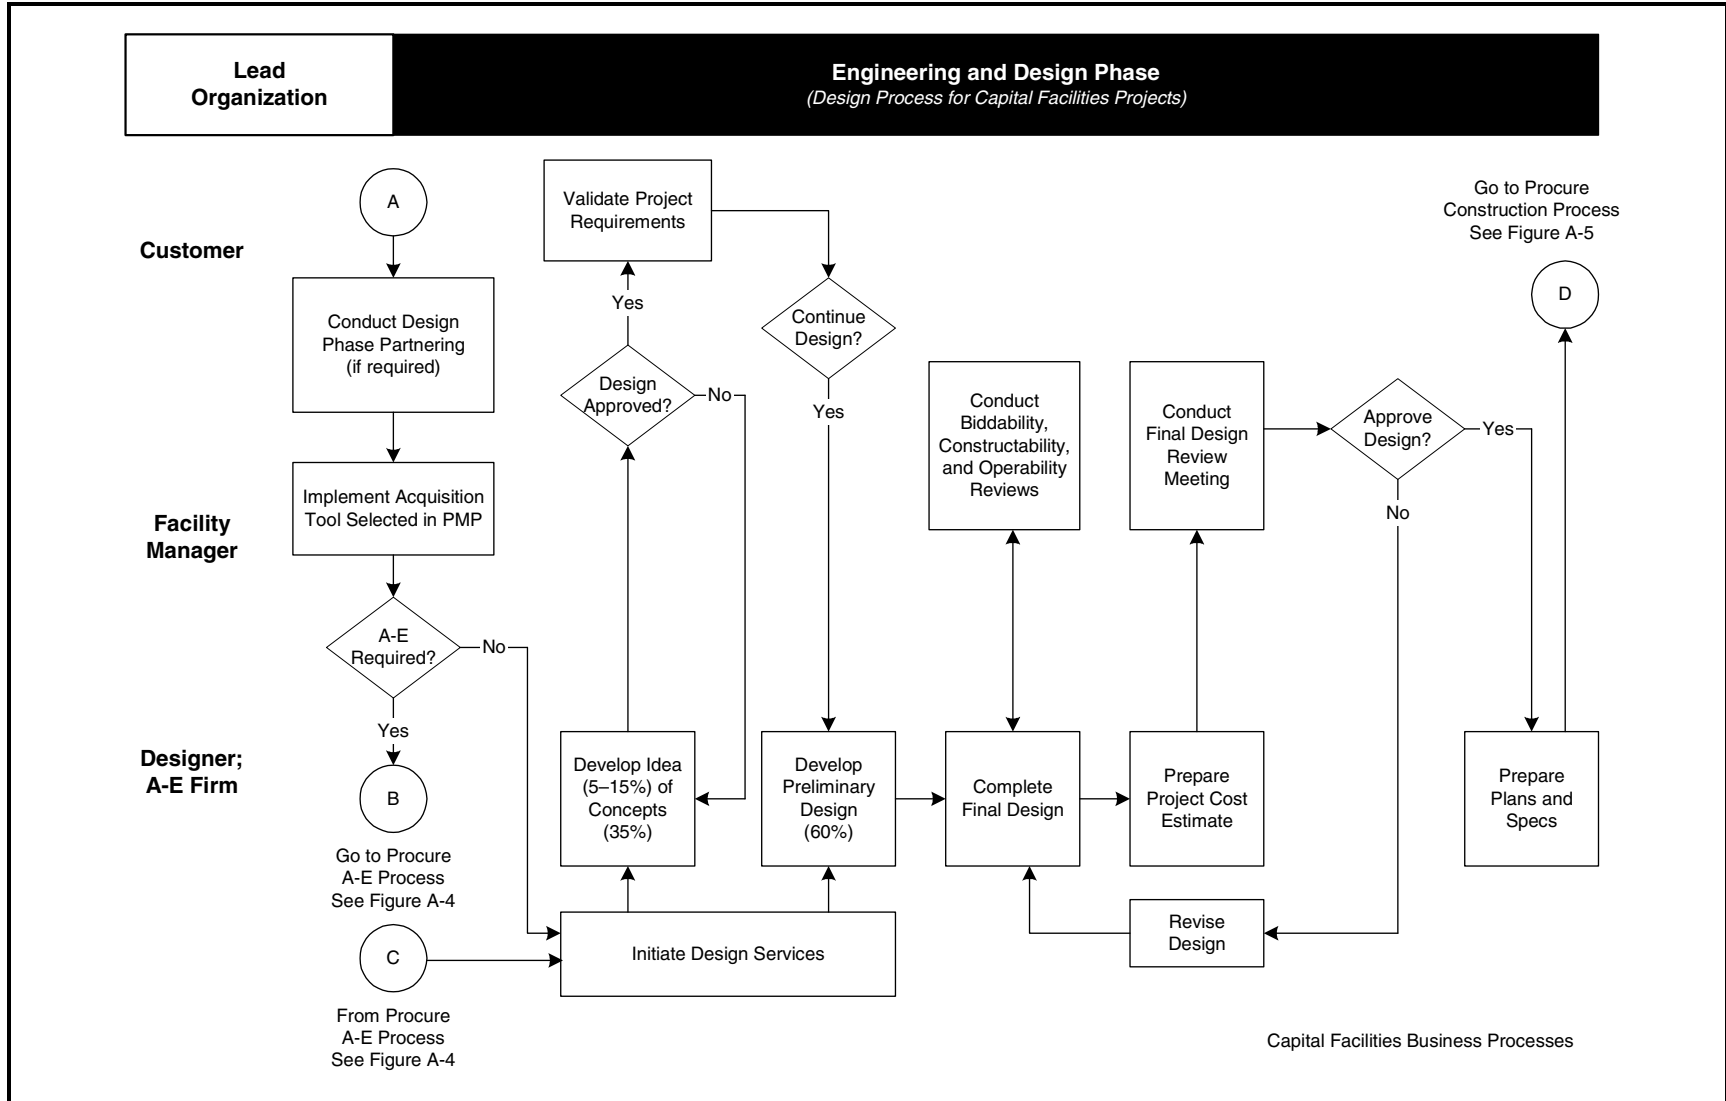 Lead
Organization
Engineering and Design Phase
(Design Process for Capital Facilities Projects)
Customer
Facility
Manager
Designer;
A-E Firm
A
Conduct Design
Phase Partnering
(if required)
Implement Acquisition
Tool Selected in PMP
A-E
Required?
No
Yes
B
Go to Procure
A-E Process
See Figure A-4
C
From Procure
A-E Process
See Figure A-4
Initiate Design Services
Develop Idea
(5–15%) of
Concepts
(35%)
Design
Approved?
No
Yes
Validate Project
Requirements
Continue
Design?
Yes
Develop
Preliminary
Design
(60%)
Complete
Final Design
Conduct
Biddability,
Constructability,
and Operability
Reviews
Prepare
Project Cost
Estimate
Conduct
Final Design
Review
Meeting
Approve
Design?
Yes
No
Revise
Design
Prepare
Plans and
Specs
D
Go to Procure
Construction Process
See Figure A-5
Capital Facilities Business Processes